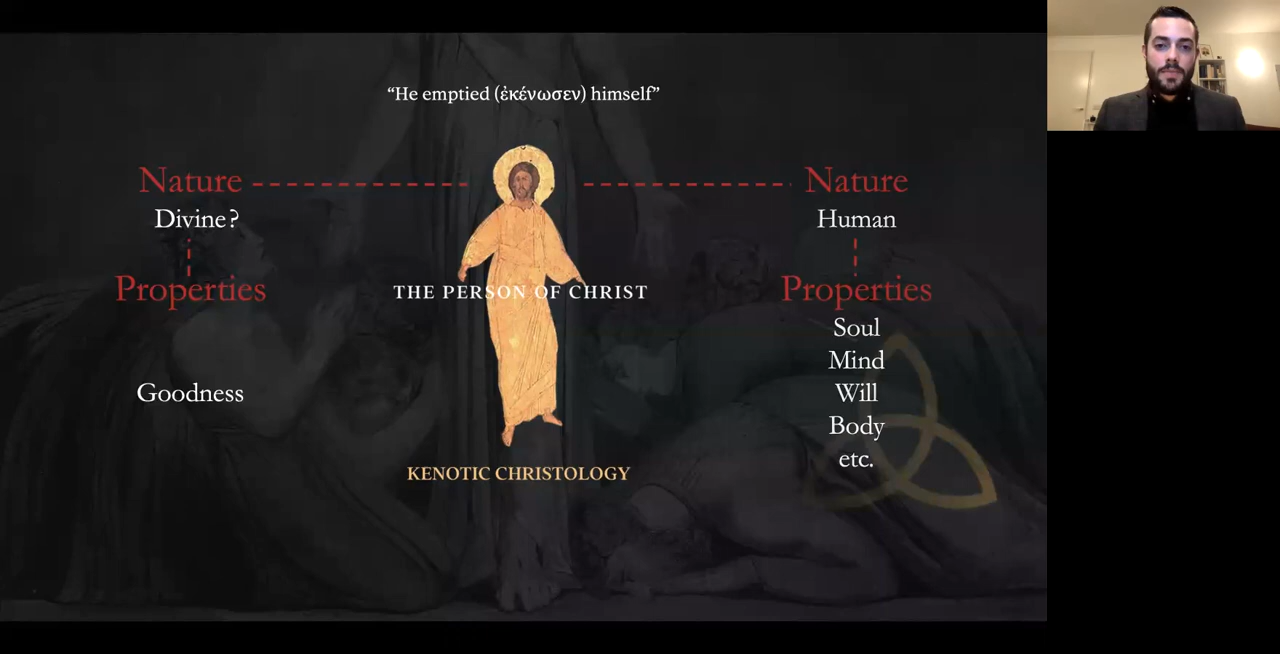 “He emptied (ἐκένωσεν) himself”
Nature
Divine?
Properties
Goodness
THE PERSON OF CHRIST
KENOTIC CHRISTOLOGY
Nature
Human
Properties
Soul
Mind
Will
Body
etc.